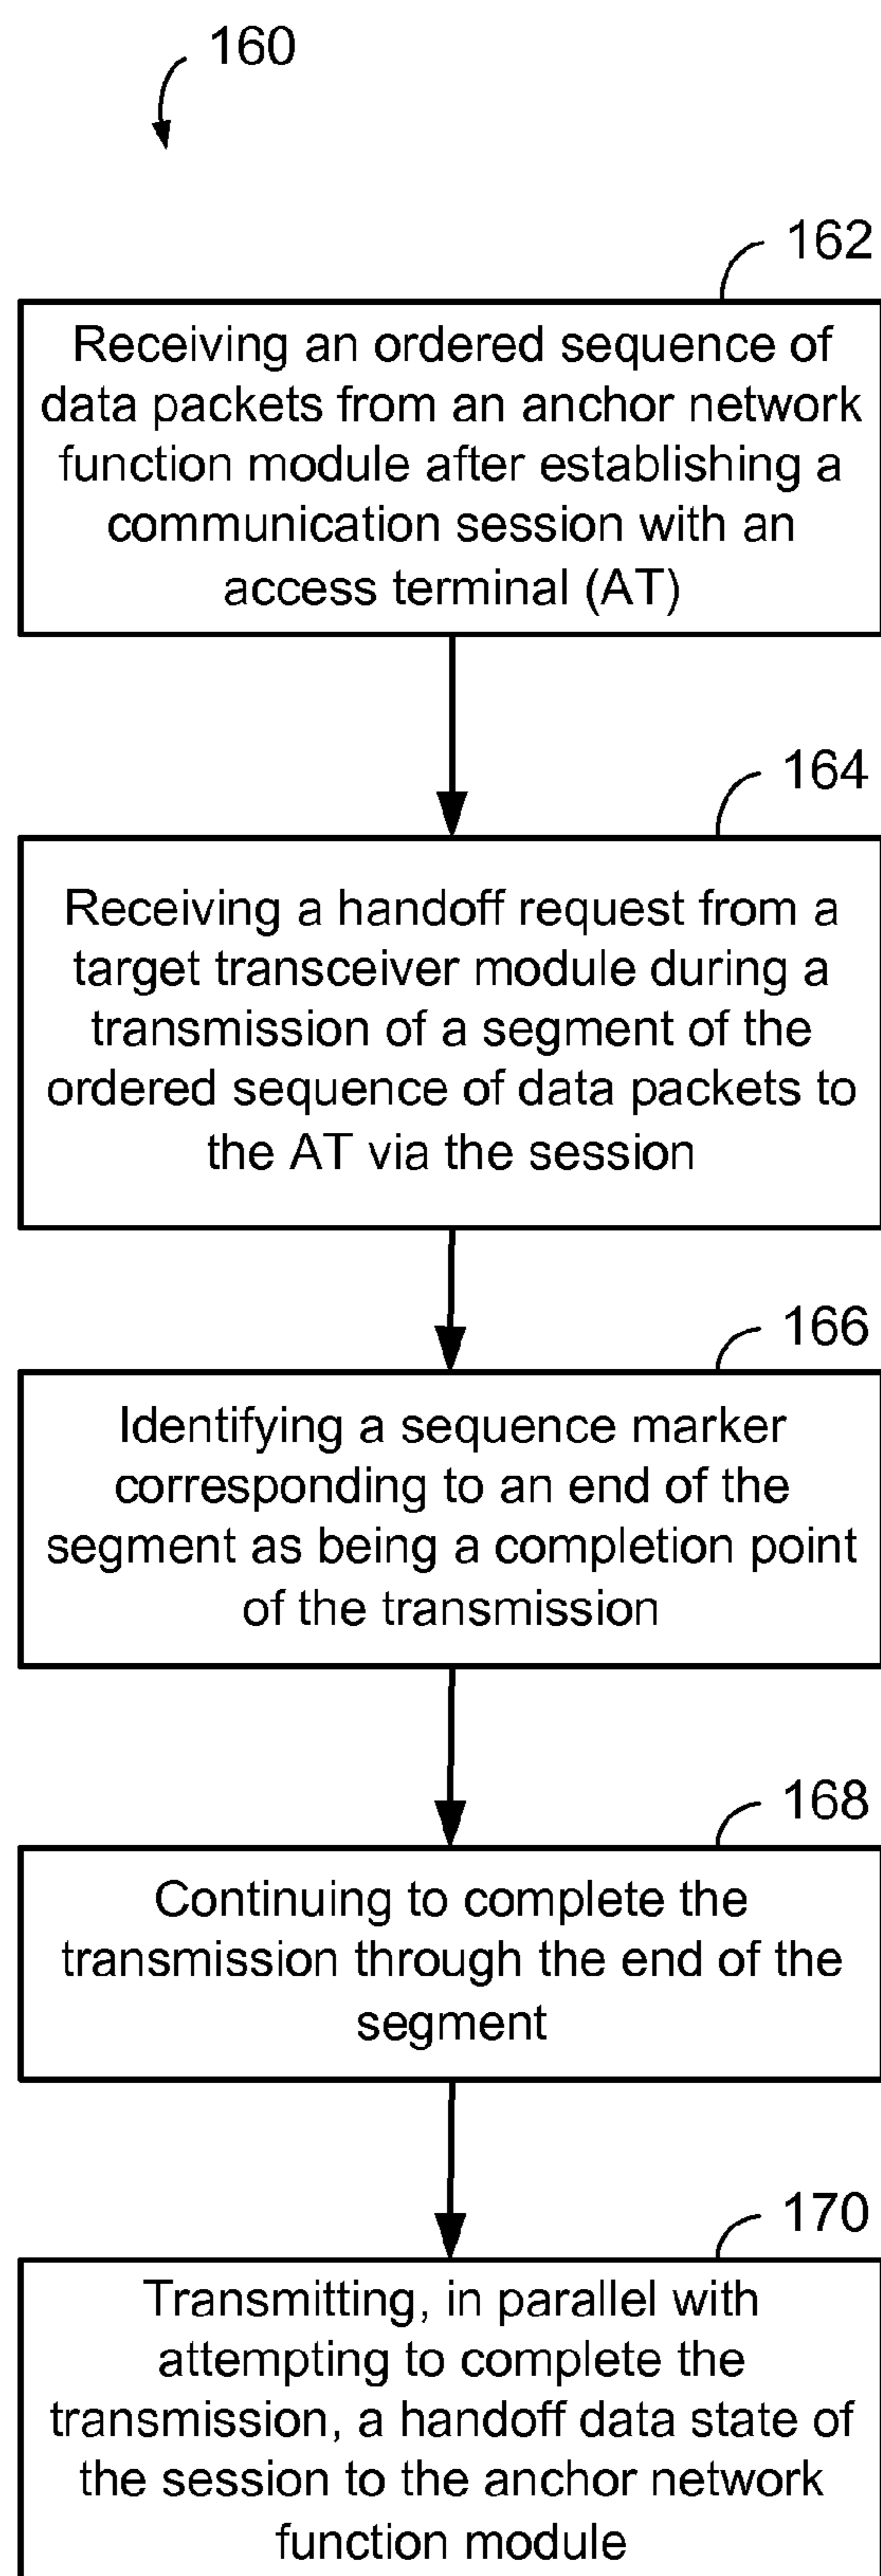 160
162
Receiving an ordered sequence of
data packets from an anchor network
function module after establishing a
communication session with an
access terminal (AT)
164
Receiving a handoff request from a
target transceiver module during a
transmission of a segment of the
ordered sequence of data packets to
the AT via the session
166
Identifying a sequence marker
corresponding to an end of the
segment as being a completion point
of the transmission
168
Continuing to complete the
transmission through the end of the
segment
170
Transmitting, in parallel with
attempting to complete the
transmission, a handoff data state of
the session to the anchor network
function module